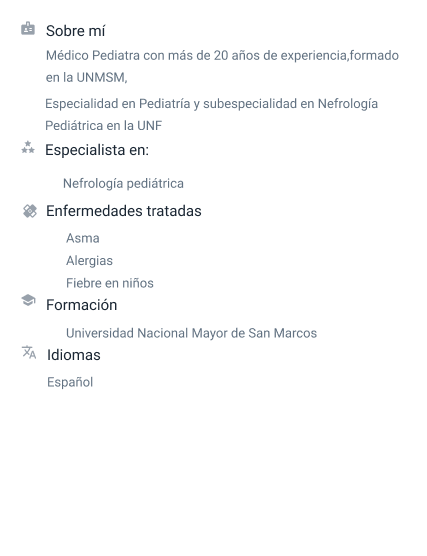 Sobre mí
Médico Pediatra con más de 20 años de experiencia,formado
en la UNMSM,
Especialidad en Pediatría y subespecialidad en Nefrología
Pediátrica en la UNF
Especialista en:
Nefrología pediátrica
Enfermedades tratadas
Asma
Alergias
Fiebre en niños
Formación
Universidad Nacional Mayor de San Marcos
Idiomas
Español